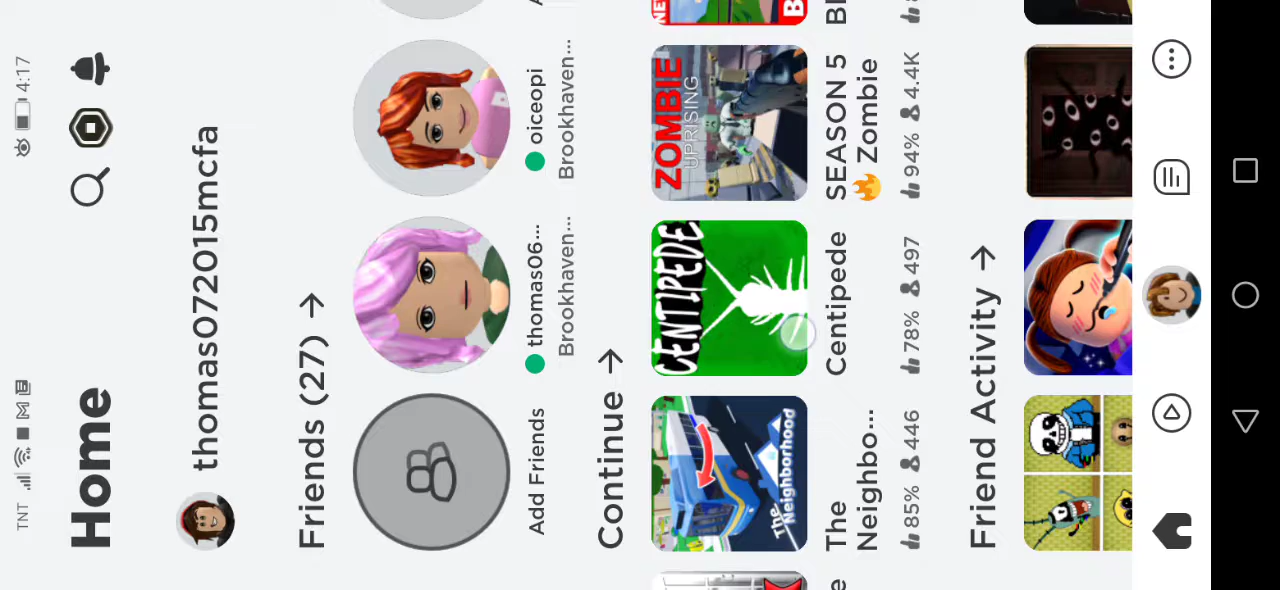 TNT
4:17
Home
thomas072015mcfa
Friends (27) →
Add Friends
thomas06...
Brookhaven...
oiceopi
Brookhaven...
Continue →
The Neighborhood
CENTIPEDE
ZOMBIE
UPRISING
The
Neighbo...
85% 446
Centipede
78% 497
SEASON 5
🔥 Zombie
94% 4.4K
Friend Activity →